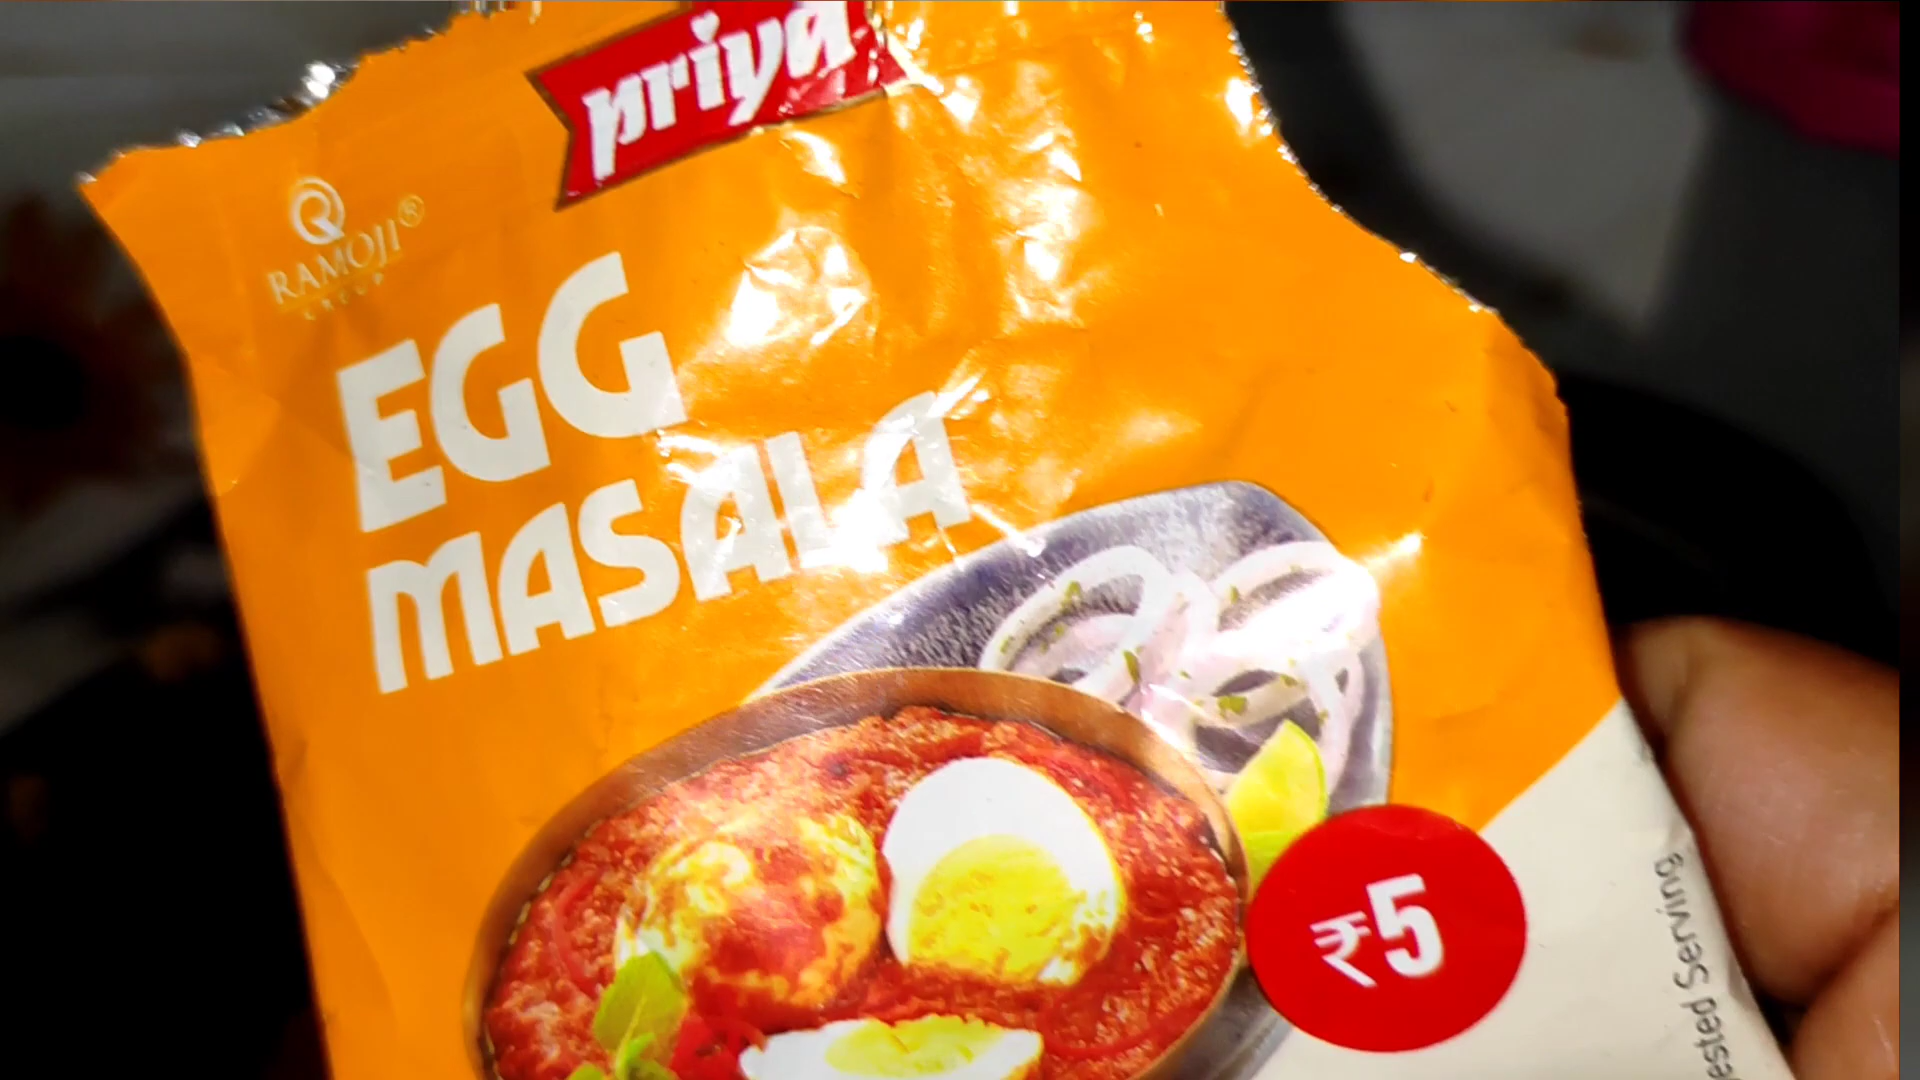 priya
RAMOJI®
GROUP
EGG
MASALA
₹5
ested Serving